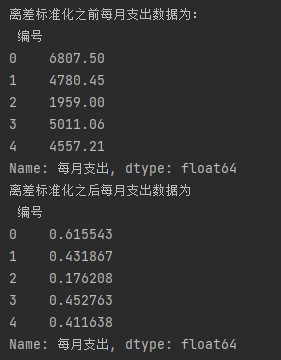 离差标准化之前每月支出数据为:
编号
0 6807.50
1 4780.45
2 1959.00
3 5011.06
4 4557.21
Name: 每月支出, dtype: float64
离差标准化之后每月支出数据为
编号
0 0.615543
1 0.431867
2 0.176208
3 0.452763
4 0.411638
Name: 每月支出, dtype: float64